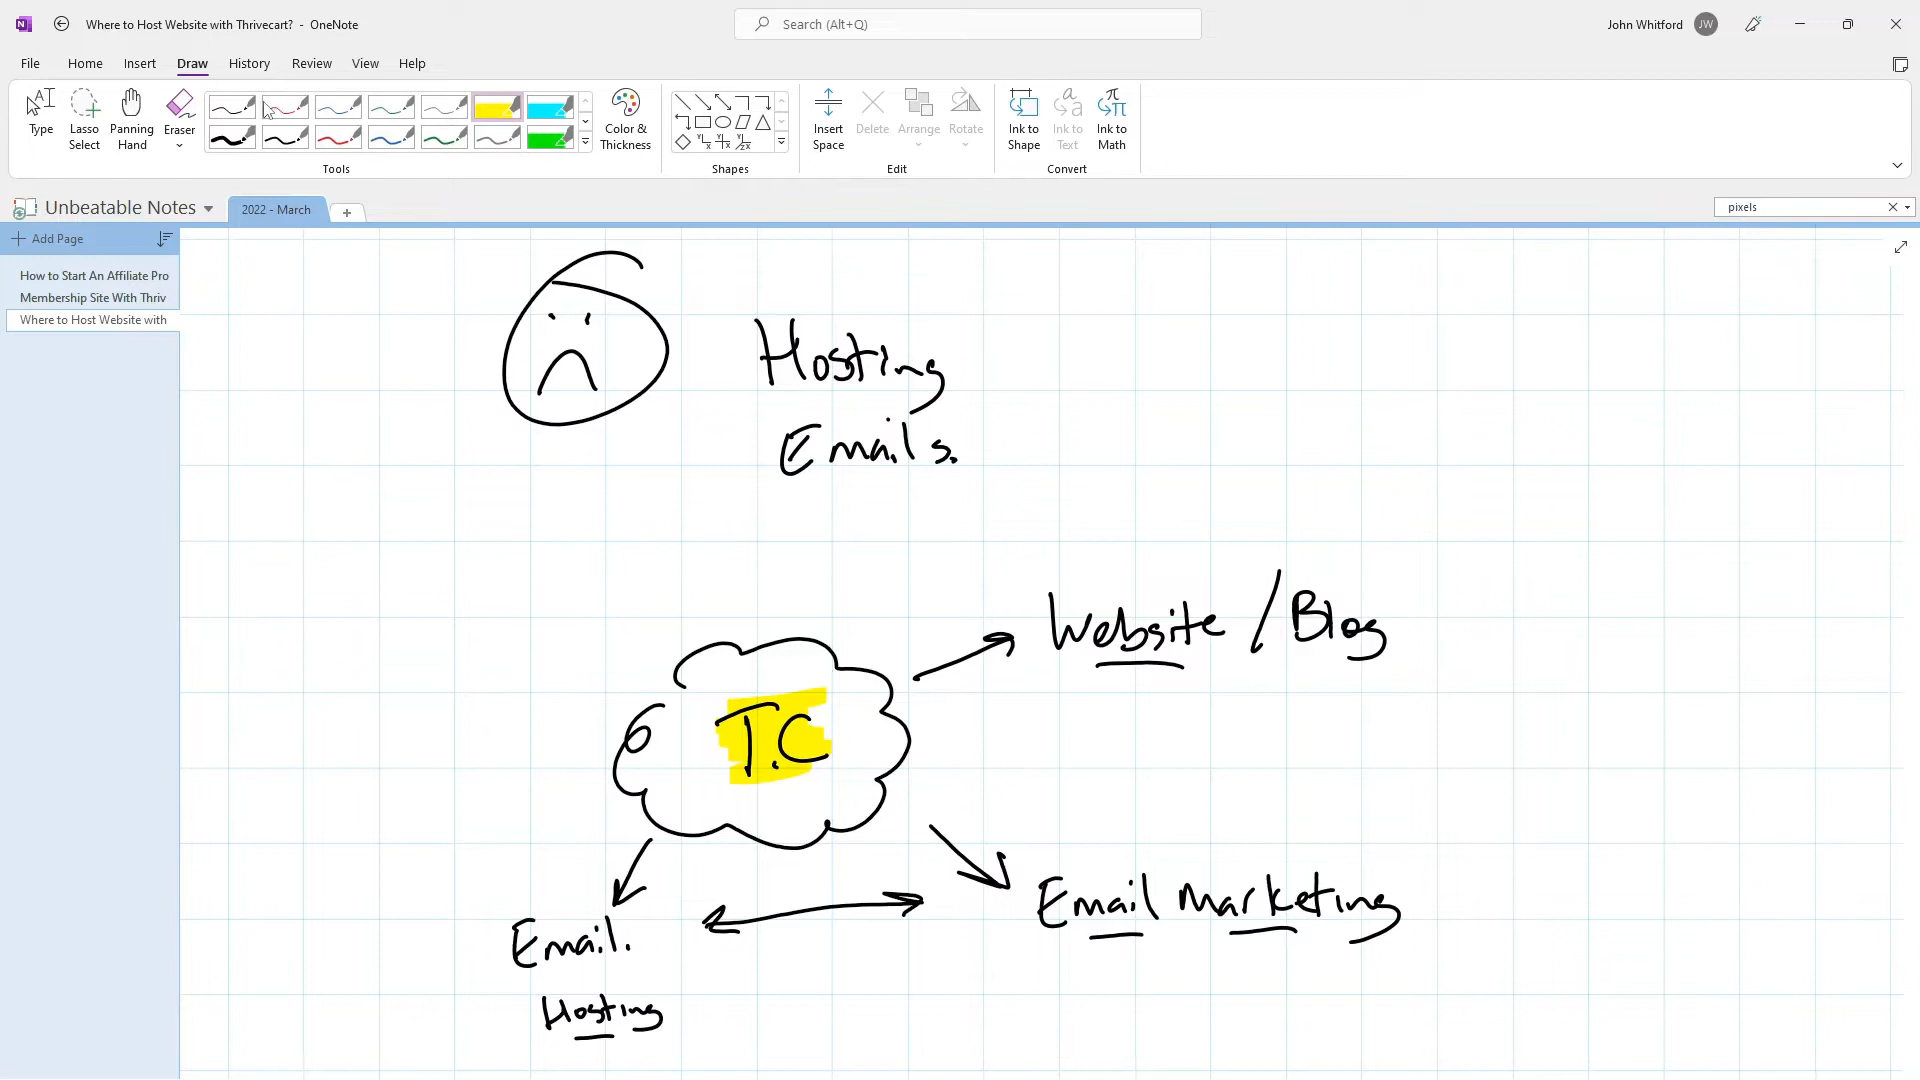 Where to Host Website with Thrivecart? - OneNote
Search (Alt+Q)
John Whitford
JW
File Home Insert Draw History Review View Help
Type
Lasso Select
Panning Hand
Eraser
Color & Thickness
Insert Space
Delete
Arrange
Rotate
Ink to Shape
Ink to Text
Ink to Math
Tools
Shapes
Edit
Convert
Unbeatable Notes
2022 - March
pixels
Add Page
How to Start An Affiliate Pro
Membership Site With Thriv
Where to Host Website with
Hosting
Emails.
Website / Blog
T.C
Email Marketing
Email.
Hosting